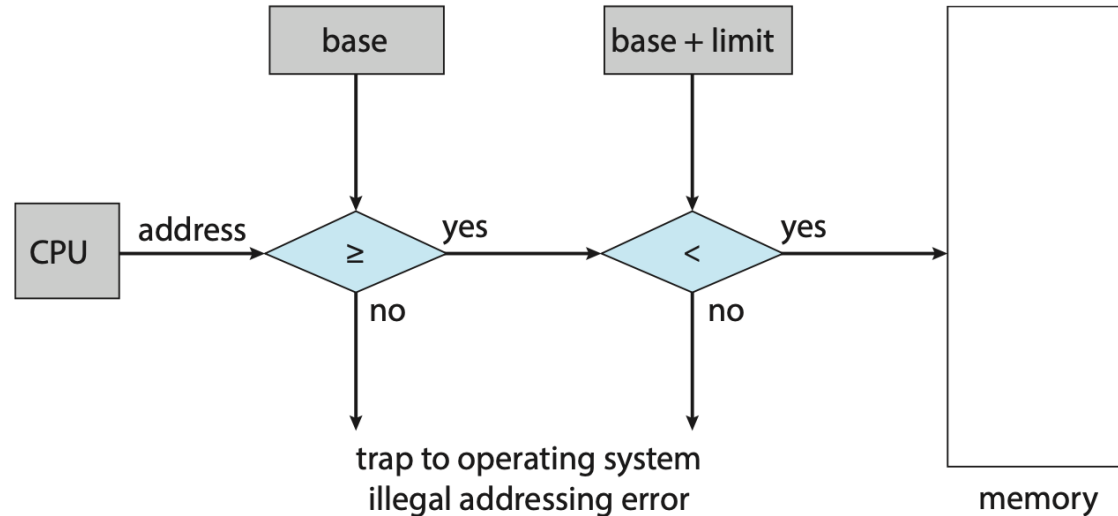 base
base + limit
CPU
address
≥
yes
<
yes
no
no
trap to operating system
illegal addressing error
memory